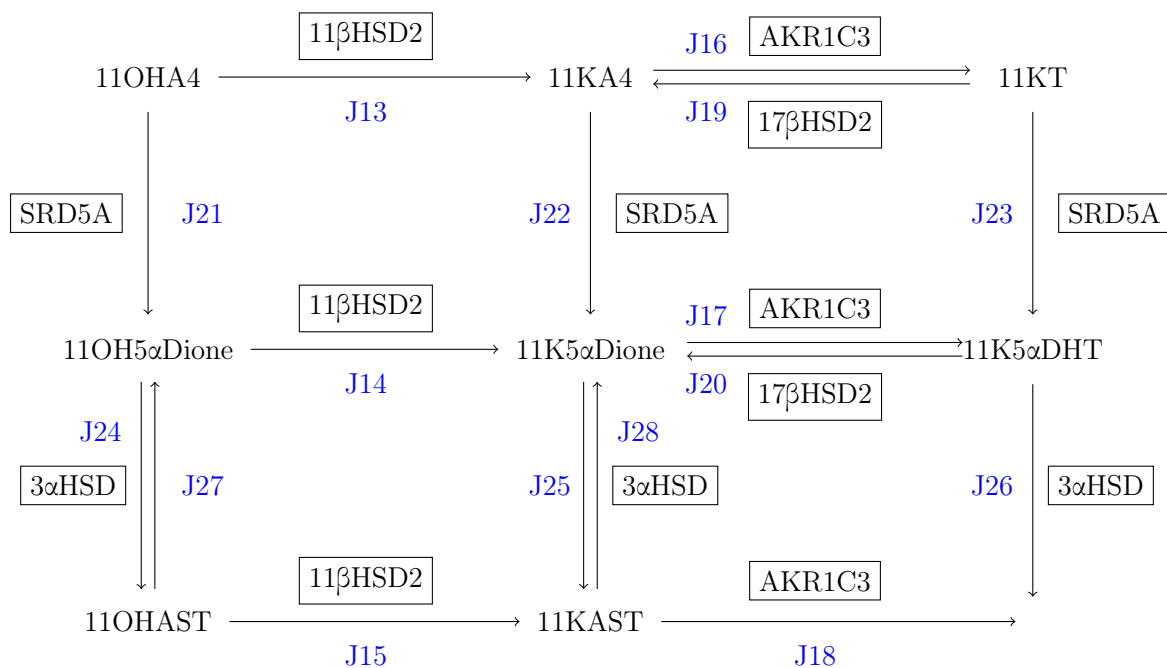 11βHSD2
J16
AKR1C3
11OHA4
11KA4
11KT
J13
J19
17βHSD2
SRD5A
J21
J22
SRD5A
J23
SRD5A
11βHSD2
J17
AKR1C3
11OH5αDione
11K5αDione
11K5αDHT
J14
J20
17βHSD2
J24
J28
3αHSD
J27
J25
3αHSD
J26
3αHSD
11βHSD2
AKR1C3
11OHAST
11KAST
J15
J18